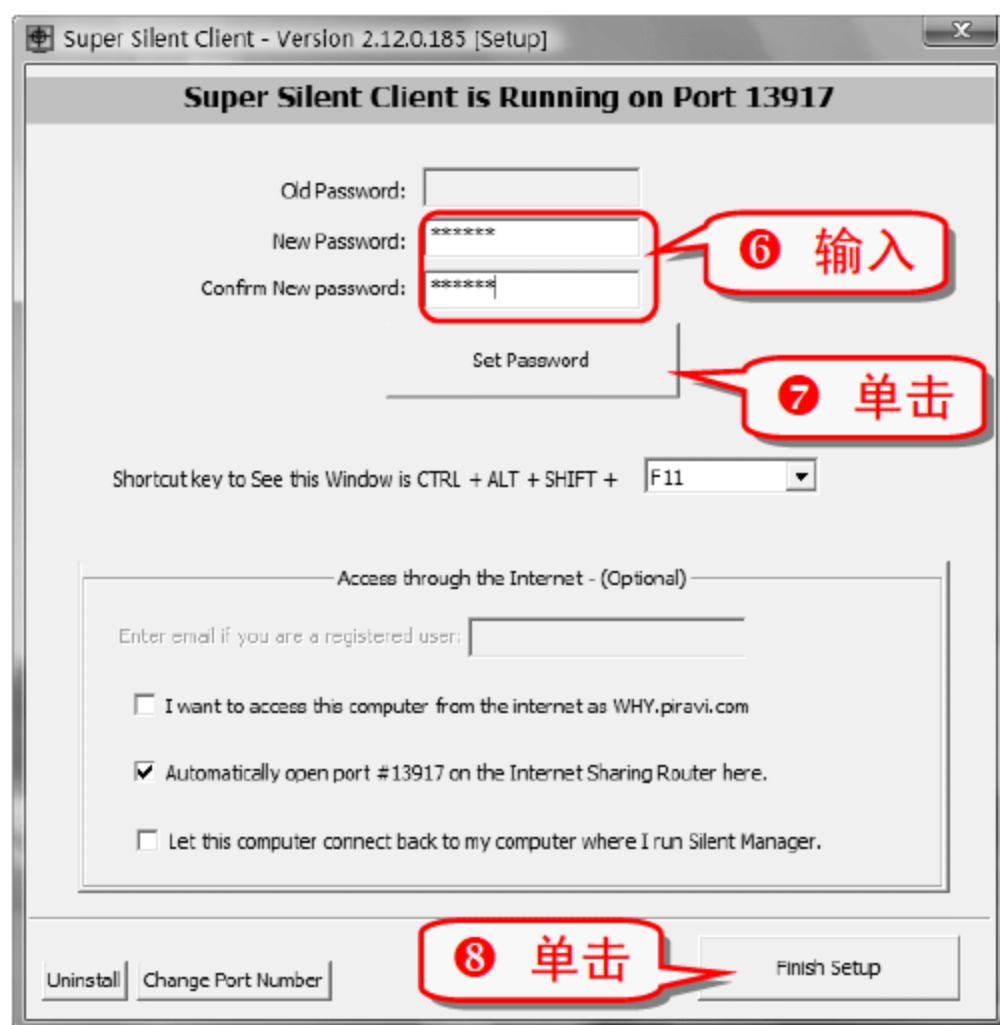 Super Silent Client - Version 2.12.0.185 [Setup]
Super Silent Client is Running on Port 13917
Old Password:
New Password: ******
❻ 输入
Confirm New password: ******
Set Password
❼ 单击
Shortcut key to See this Window is CTRL + ALT + SHIFT + F11
Access through the Internet - (Optional)
Enter email if you are a registered user:
I want to access this computer from the internet as WHY.piravi.com
Automatically open port #13917 on the Internet Sharing Router here.
Let this computer connect back to my computer where I run Silent Manager.
❽ 单击
Uninstall Change Port Number Finish Setup